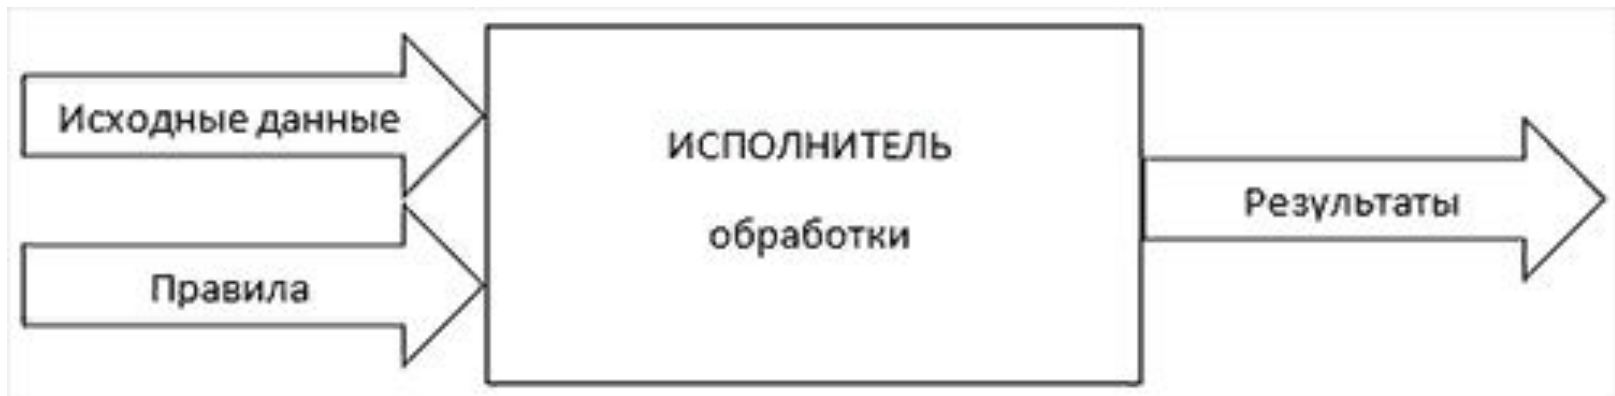 Исходные данные
Правила
ИСПОЛНИТЕЛЬ
обработки
Результаты